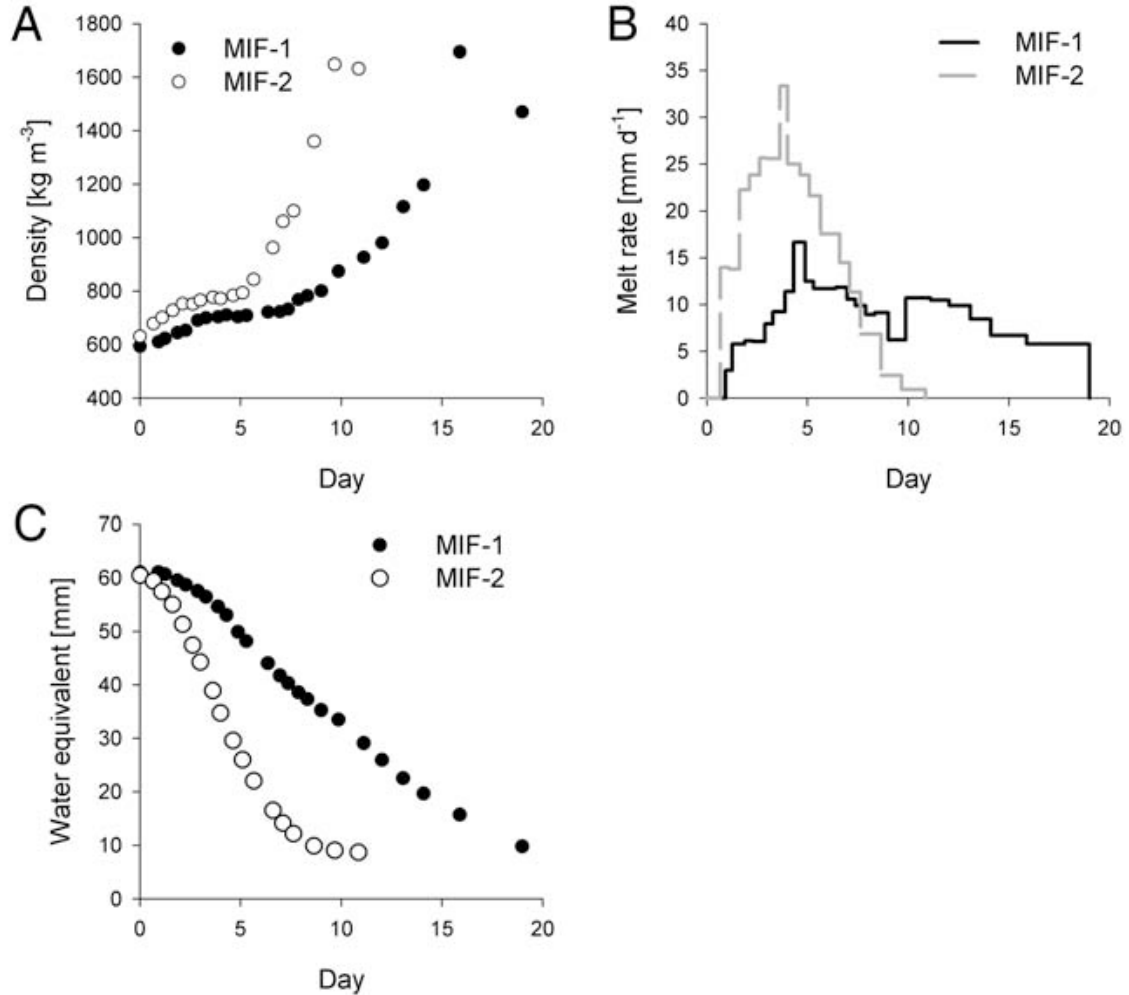 A
1800
1600
1400
1200
1000
800
600
400
Density [kg m-3]
MIF-1
MIF-2
0 5 10 15 20
Day
B
40
35
30
25
20
15
10
5
0
Melt rate [mm d-1]
MIF-1
MIF-2
0 5 10 15 20
Day
C
70
60
50
40
30
20
10
0
Water equivalent [mm]
MIF-1
MIF-2
0 5 10 15 20
Day